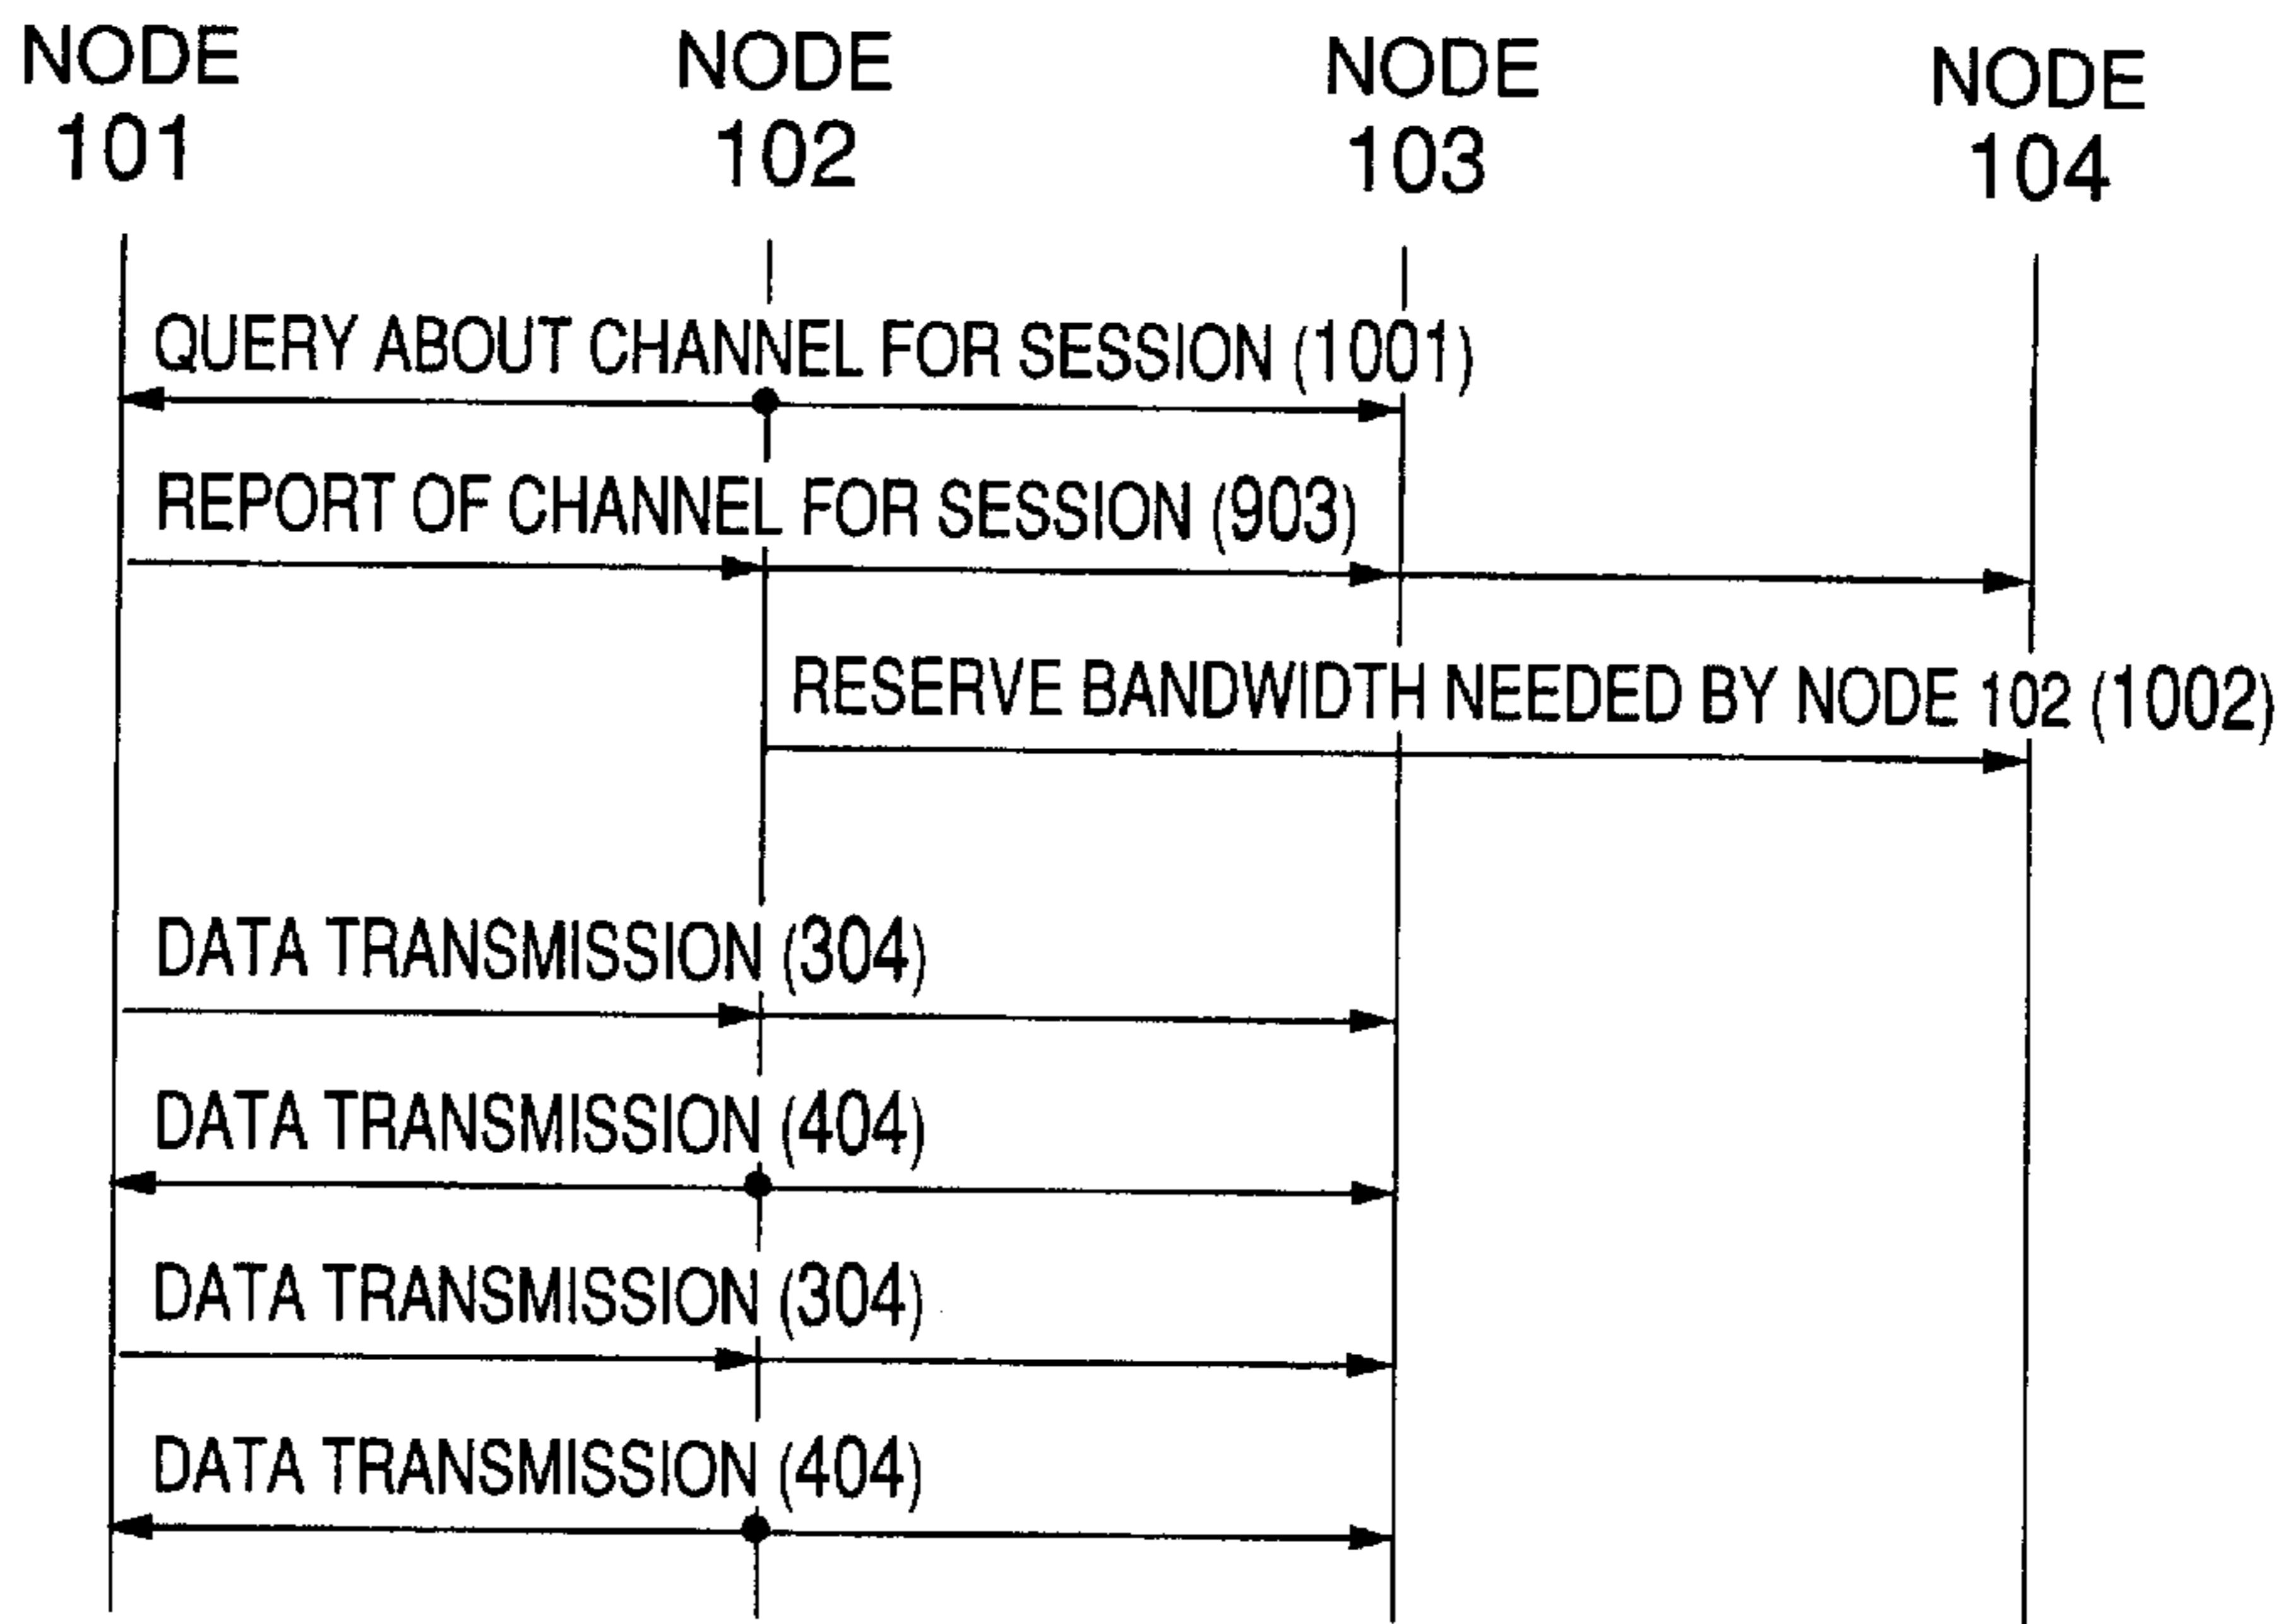 NODE
101
NODE
102
NODE
103
NODE
104
QUERY ABOUT CHANNEL FOR SESSION (1001)
REPORT OF CHANNEL FOR SESSION (903)
RESERVE BANDWIDTH NEEDED BY NODE 102 (1002)
DATA TRANSMISSION (304)
DATA TRANSMISSION (404)
DATA TRANSMISSION (304)
DATA TRANSMISSION (404)